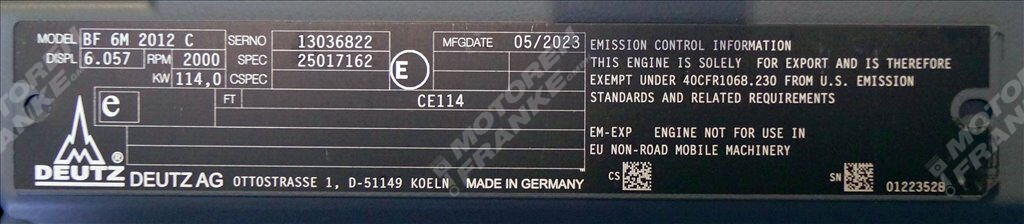 MODEL BF 6M 2012 C SERNO 13036822 MFGDATE 05/2023
DISPL 6.057 RPM 2000 SPEC 25017162
KW 114,0 CSPEC
E
e
FT CE114
DEUTZ ® DEUTZ AG OTTOSTRASSE 1, D-51149 KOELN MADE IN GERMANY
EMISSION CONTROL INFORMATION
THIS ENGINE IS SOLELY FOR EXPORT AND IS THEREFORE
EXEMPT UNDER 40CFR1068.230 FROM U.S. EMISSION
STANDARDS AND RELATED REQUIREMENTS
EM-EXP ENGINE NOT FOR USE IN
EU NON-ROAD MOBILE MACHINERY
CS SN 01223528
MOTOREN
FRANKE.COM